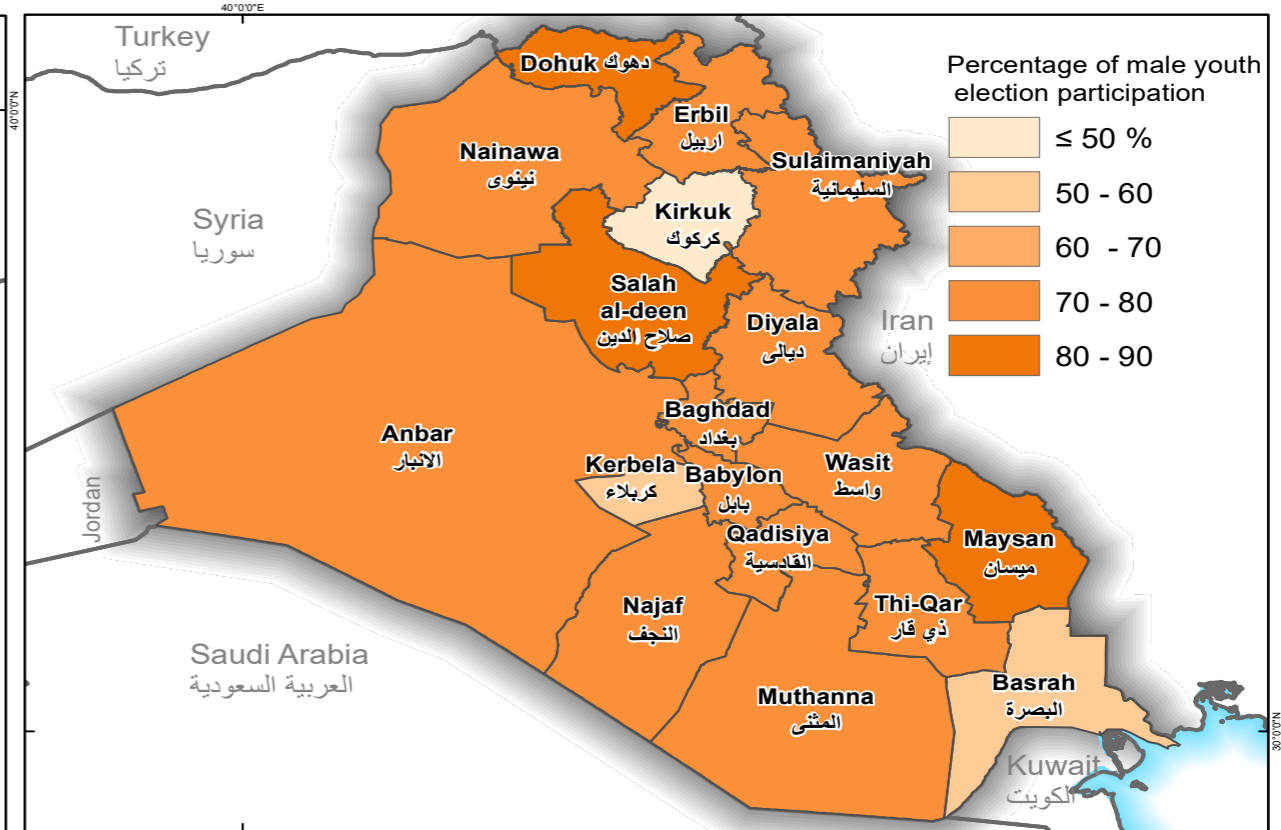 40°0'0"E
40°0'0"N
Turkey
تركيا
Percentage of male youth
election participation
≤ 50 %
50 - 60
60 - 70
70 - 80
80 - 90
Dohuk دهوك
Erbil
اربيل
Nainawa
نينوى
Sulaimaniyah
السليمانية
Syria
سوريا
Kirkuk
كركوك
Salah
al-deen
صلاح الدين
Diyala
ديالى
Iran
إيران
Baghdad
بغداد
Anbar
الانبار
Kerbela
كربلاء
Babylon
بابل
Wasit
واسط
Jordan
Qadisiya
القادسية
Maysan
ميسان
Najaf
النجف
Thi-Qar
ذي قار
Saudi Arabia
العربية السعودية
Muthanna
المثنى
Basrah
البصرة
30°0'0"N
Kuwait
الكويت